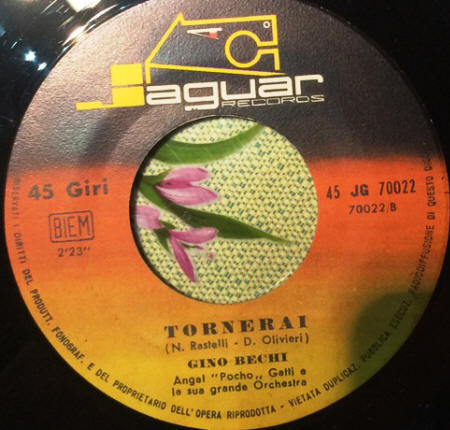 Jaguar
RECORDS
45 Giri
BIEM
2'23"
45 JG 70022
70022/B
TORNERAI
(N. Rastelli - D. Olivieri)
GINO BECHI
Angel "Pocho,, Gatti e
la sua grande Orchestra
RISERVATI I DIRITTI DEL PRODUTT. FONOGRAF. E DEL PROPRIETARIO DELL'OPERA RIPRODOTTA - VIETATA DUPLICAZ. PUBBLICA ESECUZ. RADIODIFFUSIONE DI QUESTO